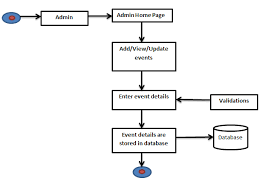 Admin
Admin Home Page
Add/View/Update
events
Enter event details
Validations
Event details are
stored in database
Database